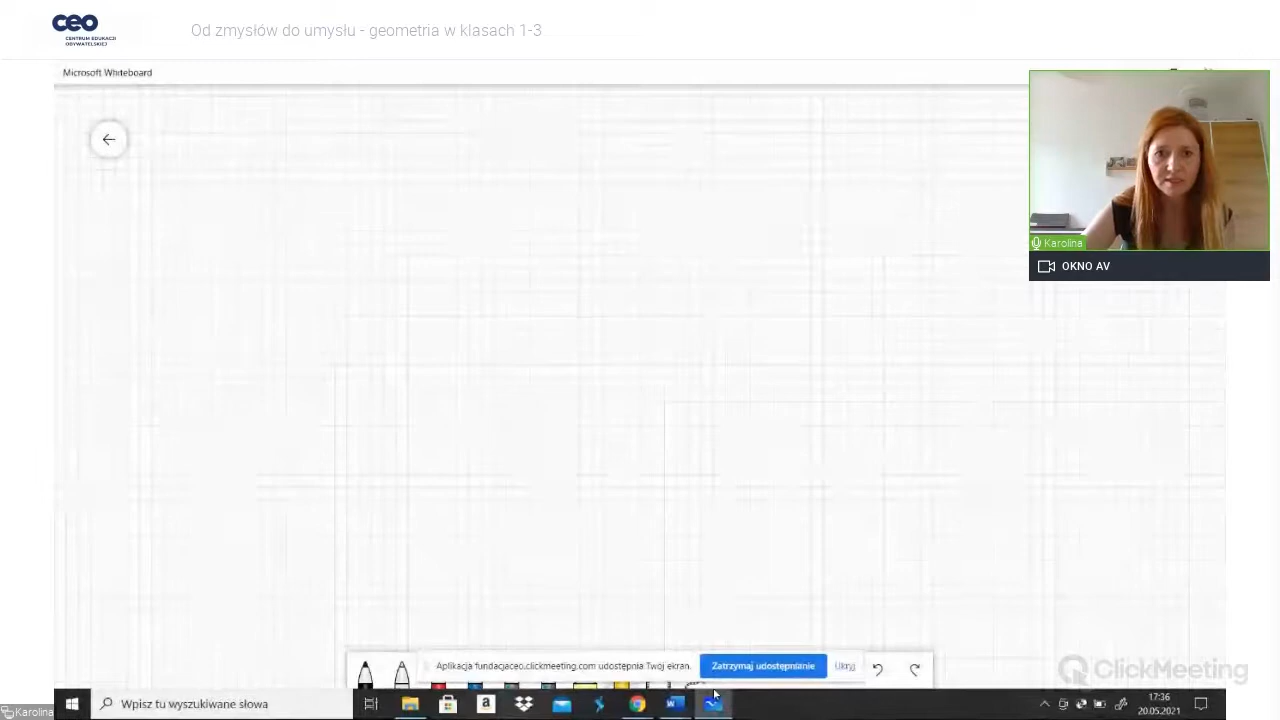 ceo
CENTRUM EDUKACJI
OBYWATELSKIEJ
Od zmysłów do umysłu - geometria w klasach 1-3
Microsoft Whiteboard
Karolina
OKNO AV
Aplikacja fundacjaceo.clickmeeting.com udostępnia Twój ekran.
Zatrzymaj udostępnianie
Ukryj
ClickMeeting
Karolina
Wpisz tu wyszukiwane słowa
17:36
20.05.2021